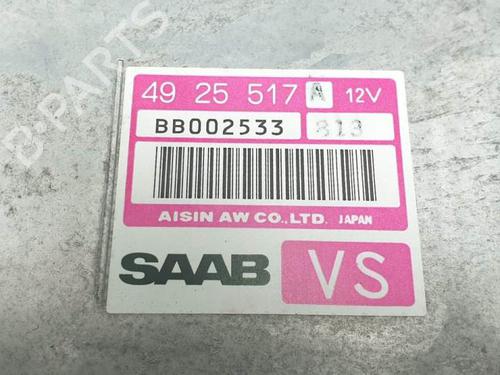 49 25 517 A 12V
BB002533 813
AISIN AW CO., LTD. JAPAN
SAAB VS
B-PARTS